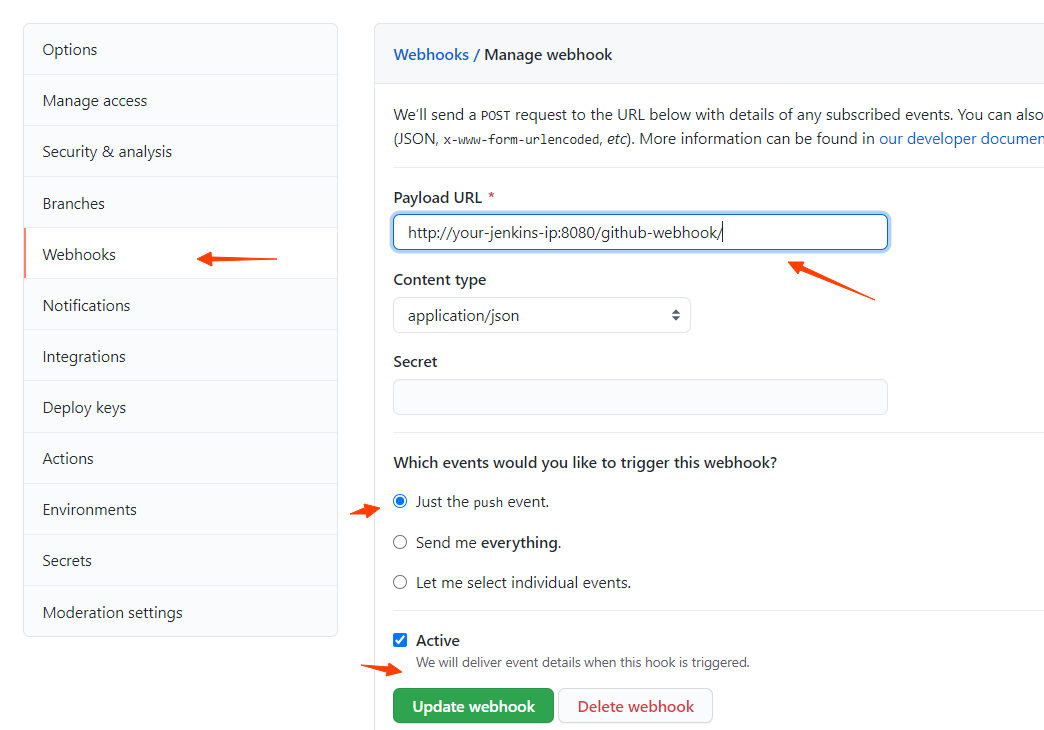 Options
Manage access
Security & analysis
Branches
Webhooks
Notifications
Integrations
Deploy keys
Actions
Environments
Secrets
Moderation settings
Webhooks / Manage webhook
We'll send a POST request to the URL below with details of any subscribed events. You can also
(JSON, x-www-form-urlencoded, etc). More information can be found in our developer documen
Payload URL *
http://your-jenkins-ip:8080/github-webhook/
Content type
application/json
Secret
Which events would you like to trigger this webhook?
Just the push event.
Send me everything.
Let me select individual events.
Active
We will deliver event details when this hook is triggered.
Update webhook
Delete webhook